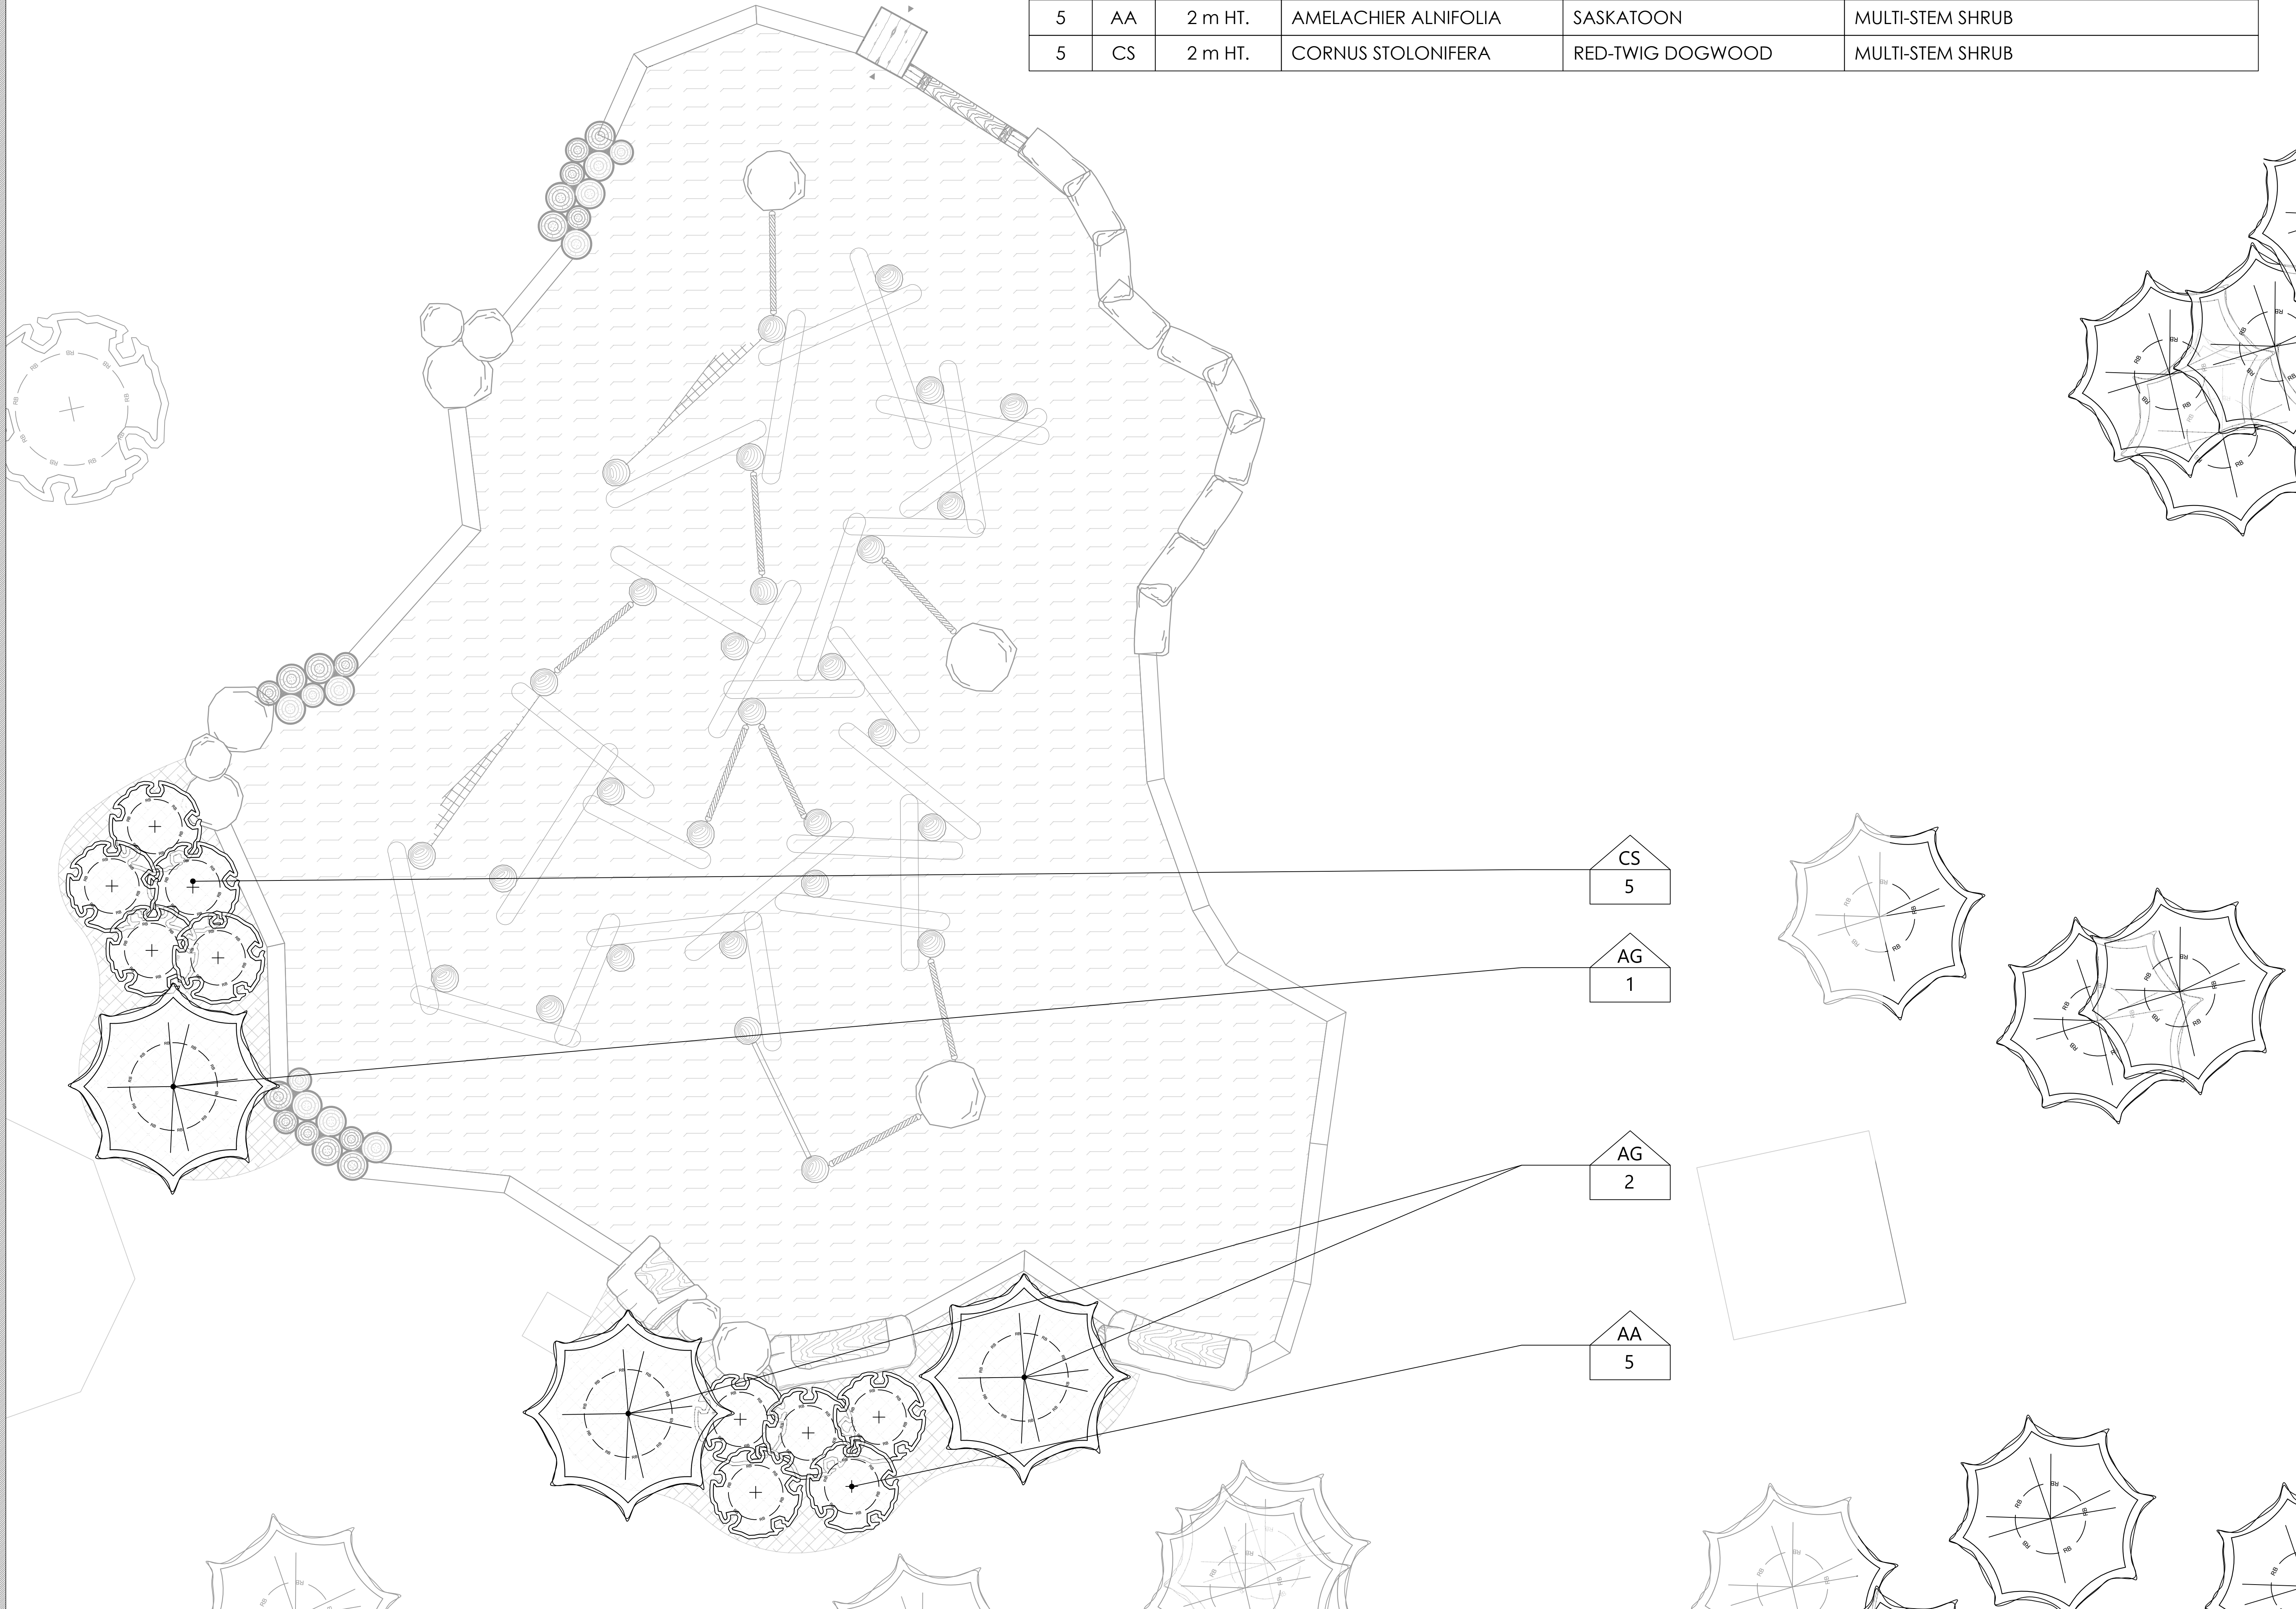 5 AA 2 m HT. AMELACHIER ALNIFOLIA SASKATOON MULTI-STEM SHRUB
5 CS 2 m HT. CORNUS STOLONIFERA RED-TWIG DOGWOOD MULTI-STEM SHRUB
CS
5
AG
1
AG
2
AA
5